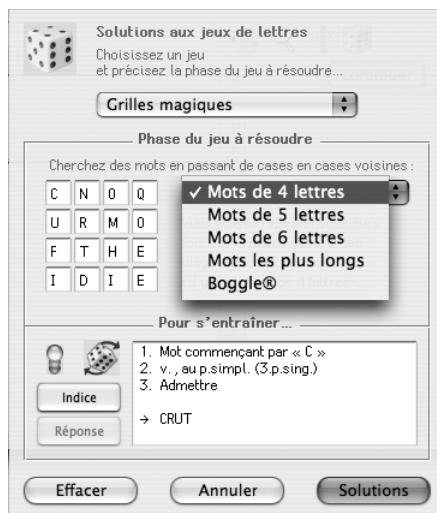 Solutions aux jeux de lettres
Choisissez un jeu
et précisez la phase du jeu à résoudre...
Grilles magiques
Phase du jeu à résoudre
Cherchez des mots en passant de cases en cases voisines :
C N O Q
U R M O
F T H E
I D I E
✓ Mots de 4 lettres
Mots de 5 lettres
Mots de 6 lettres
Mots les plus longs
Boggle®
Pour s'entraîner...
Indice
Réponse
1. Mot commençant par « C »
2. v., au p.simpl. (3.p.sing.)
3. Admettre
→ CRUT
Effacer
Annuler
Solutions